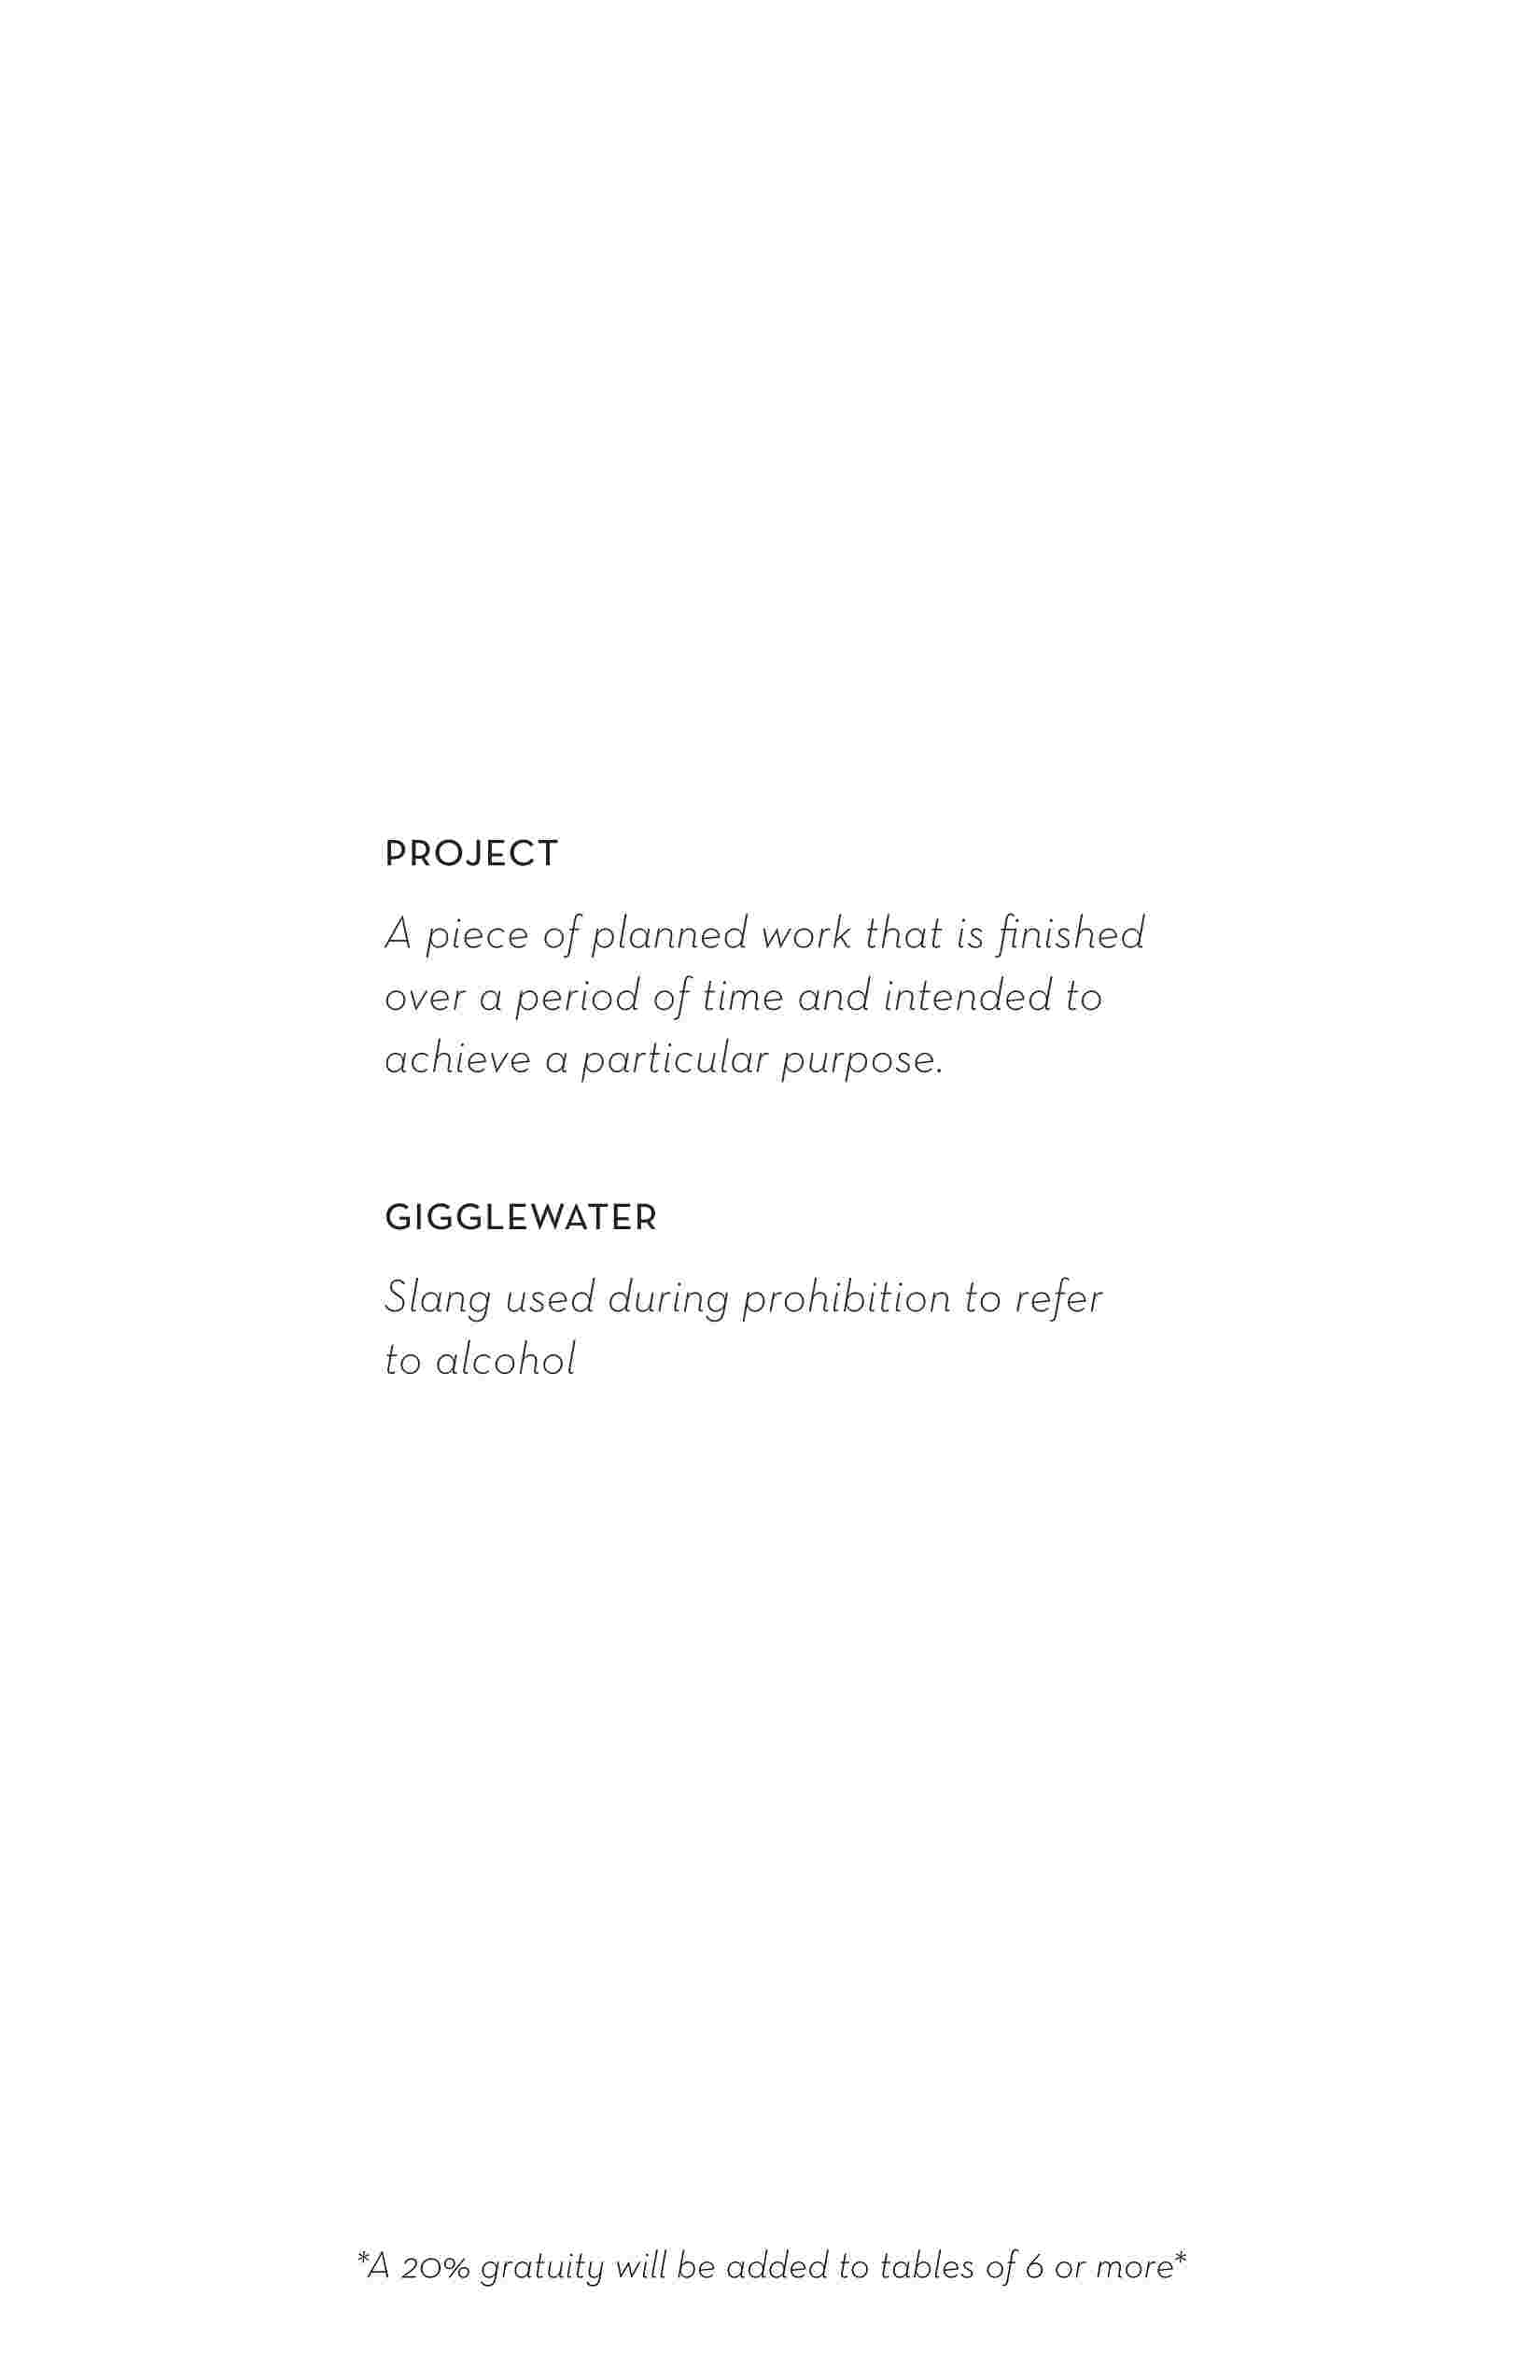 PROJECT
A piece of planned work that is finished
over a period of time and intended to
achieve a particular purpose.
GIGGLEWATER
Slang used during prohibition to refer
to alcohol
*A 20% gratuity will be added to tables of 6 or more*